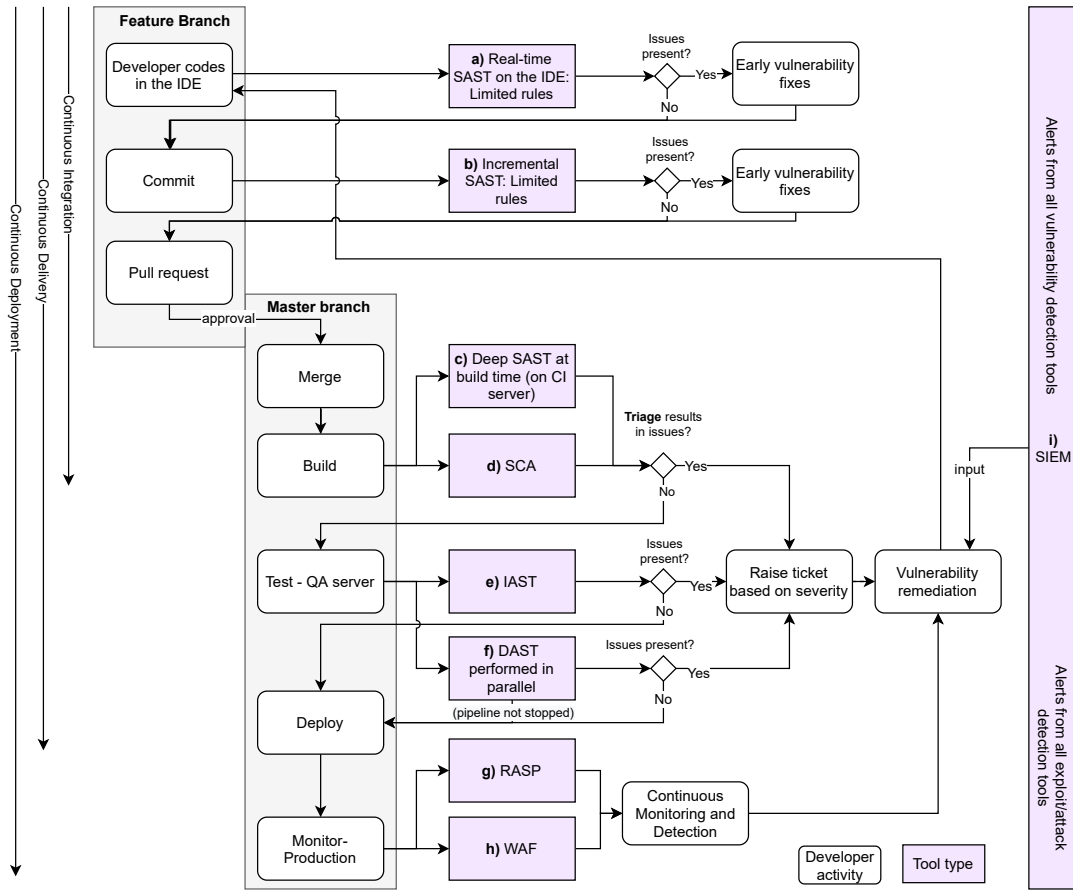 Feature Branch
Developer codes
in the IDE
a) Real-time
SAST on the IDE:
Limited rules
Issues
present?
Yes
No
Early vulnerability
fixes
Commit
b) Incremental
SAST: Limited
rules
Issues
present?
Yes
No
Early vulnerability
fixes
Pull request
approval
Master branch
Merge
c) Deep SAST at
build time (on CI
server)
Build
d) SCA
Triage results
in issues?
Yes
No
Test - QA server
e) IAST
Issues
present?
Yes
No
Raise ticket
based on severity
Vulnerability
remediation
input
f) DAST
performed in
parallel
(pipeline not stopped)
Issues present?
Yes
No
Deploy
g) RASP
Monitor-
Production
h) WAF
Continuous
Monitoring and
Detection
Developer
activity
Tool type
Continuous Integration
Continuous Delivery
Continuous Deployment
Alerts from all vulnerability detection tools
i)
SIEM
Alerts from all exploit/attack
detection tools